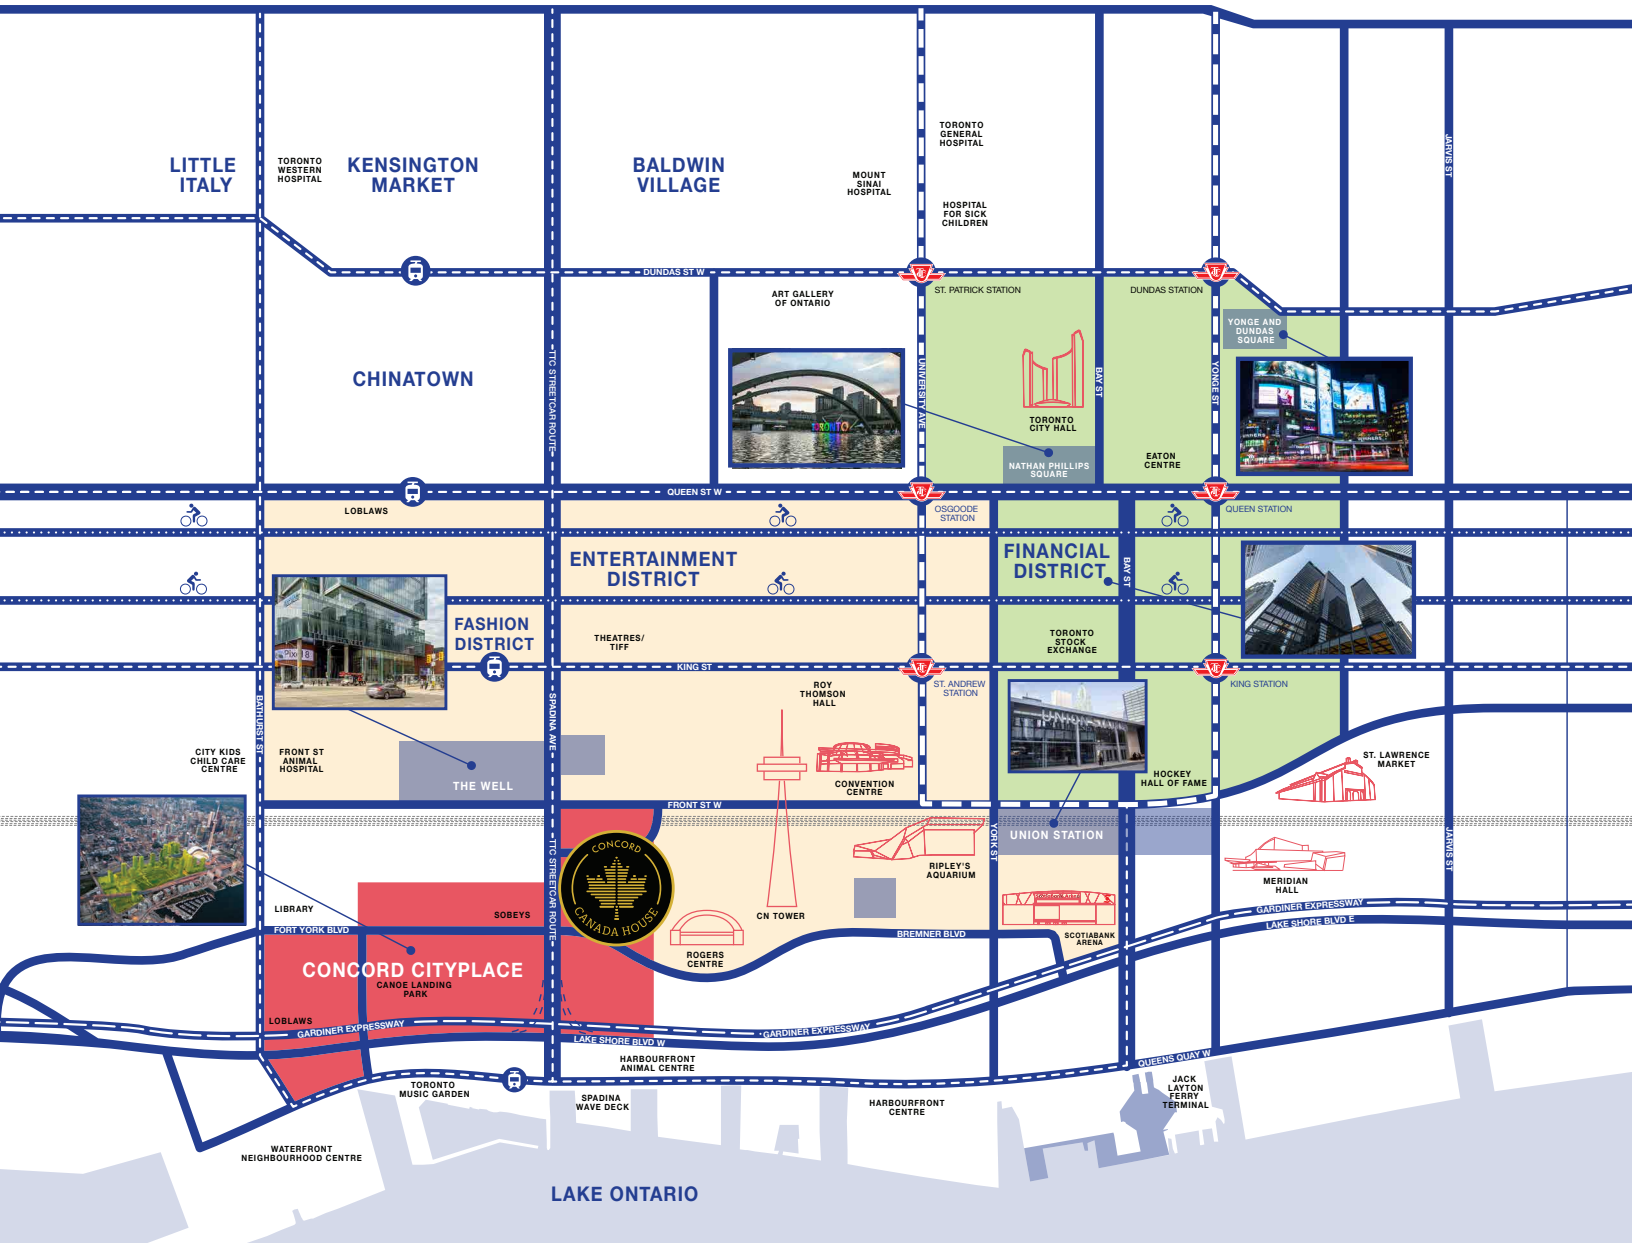 TORONTO
GENERAL
HOSPITAL
LITTLE
ITALY
TORONTO
WESTERN
HOSPITAL
KENSINGTON
MARKET
BALDWIN
VILLAGE
MOUNT
SINAI
HOSPITAL
JARVIS ST
HOSPITAL
FOR SICK
CHILDREN
DUNDAS ST W
ST. PATRICK STATION
DUNDAS STATION
ART GALLERY
OF ONTARIO
YONGE AND
DUNDAS
SQUARE
CHINATOWN
TTC STREETCAR ROUTE
UNIVERSITY AVE
BAY ST
YONGE ST
TORONTO
TORONTO
CITY HALL
NATHAN PHILLIPS
SQUARE
EATON
CENTRE
WINNERS
QUEEN ST W
LOBLAWS
OSGOODE
STATION
QUEEN STATION
ENTERTAINMENT
DISTRICT
FINANCIAL
DISTRICT
BAY ST
FASHION
DISTRICT
THEATRES/
TIFF
TORONTO
STOCK
EXCHANGE
KING ST
ST. ANDREW
STATION
KING STATION
ROY
THOMSON
HALL
BATHURST ST
SPADINA AVE
UNION
CITY KIDS
CHILD CARE
CENTRE
FRONT ST
ANIMAL
HOSPITAL
THE WELL
CONVENTION
CENTRE
HOCKEY
HALL OF FAME
ST. LAWRENCE
MARKET
FRONT ST W
YORK ST
UNION STATION
JARVIS ST
TTC STREETCAR ROUTE
CONCORD
CANADA HOUSE
RIPLEY'S
AQUARIUM
MERIDIAN
HALL
LIBRARY
SOBEYS
CN TOWER
GARDINER EXPRESSWAY
LAKE SHORE BLVD E
FORT YORK BLVD
BREMNER BLVD
SCOTIABANK
ARENA
ROGERS
CENTRE
CONCORD CITYPLACE
CANOE LANDING
PARK
LOBLAWS
GARDINER EXPRESSWAY
GARDINER EXPRESSWAY
LAKE SHORE BLVD W
QUEENS QUAY W
HARBOURFRONT
ANIMAL CENTRE
TORONTO
MUSIC GARDEN
SPADINA
WAVE DECK
HARBOURFRONT
CENTRE
JACK
LAYTON
FERRY
TERMINAL
WATERFRONT
NEIGHBOURHOOD CENTRE
LAKE ONTARIO